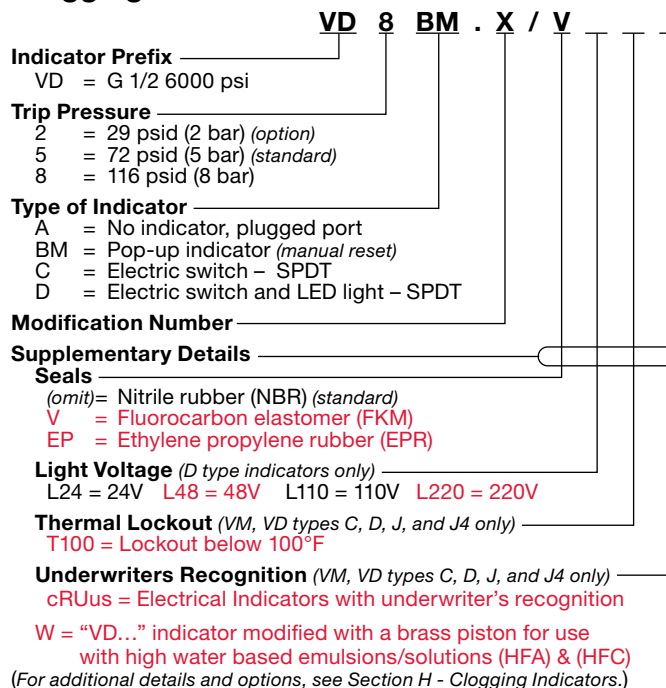 VD 8 BM . X / V
Indicator Prefix
VD = G 1/2 6000 psi
Trip Pressure
2 = 29 psid (2 bar) (option)
5 = 72 psid (5 bar) (standard)
8 = 116 psid (8 bar)
Type of Indicator
A = No indicator, plugged port
BM = Pop-up indicator (manual reset)
C = Electric switch – SPDT
D = Electric switch and LED light – SPDT
Modification Number
Supplementary Details
Seals
(omit)= Nitrile rubber (NBR) (standard)
V = Fluorocarbon elastomer (FKM)
EP = Ethylene propylene rubber (EPR)
Light Voltage (D type indicators only)
L24 = 24V L48 = 48V L110 = 110V L220 = 220V
Thermal Lockout (VM, VD types C, D, J, and J4 only)
T100 = Lockout below 100°F
Underwriters Recognition (VM, VD types C, D, J, and J4 only)
cRUus = Electrical Indicators with underwriter's recognition
W = “VD…” indicator modified with a brass piston for use
with high water based emulsions/solutions (HFA) & (HFC)
(For additional details and options, see Section H - Clogging Indicators.)